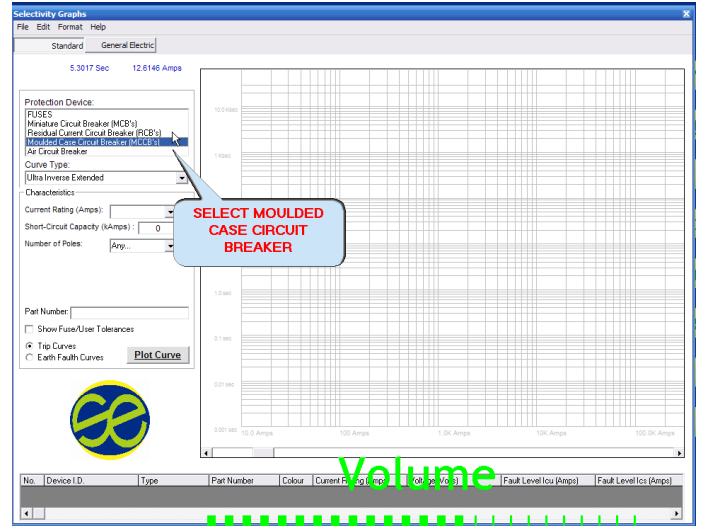 Selectivity Graphs
File Edit Format Help
Standard General Electric
5.3017 Sec 12.6146 Amps
Protection Device:
FUSES
Miniature Circuit Breaker (MCB's)
Residual Current Circuit Breaker (RCB's)
Moulded Case Circuit Breaker (MCCB's)
Air Circuit Breaker
Curve Type:
Ultra Inverse Extended
Characteristics
Current Rating (Amps):
Short-Circuit Capacity (kAmps) : 0
Number of Poles: Any...
SELECT MOULDED
CASE CIRCUIT
BREAKER
Part Number:
Show Fuse/User Tolerances
Trip Curves
Earth Faulth Curves
Plot Curve
1.0 sec
0.1 sec
0.01 sec
0.001 sec
10.0 Amps 100 Amps 1.0K Amps 10K Amps 100.0K Amps
Volume
No. Device I.D. Type Part Number Colour Current Rating (Amps) Voltage (Volts) Fault Level Icu (Amps) Fault Level Ics (Amps)